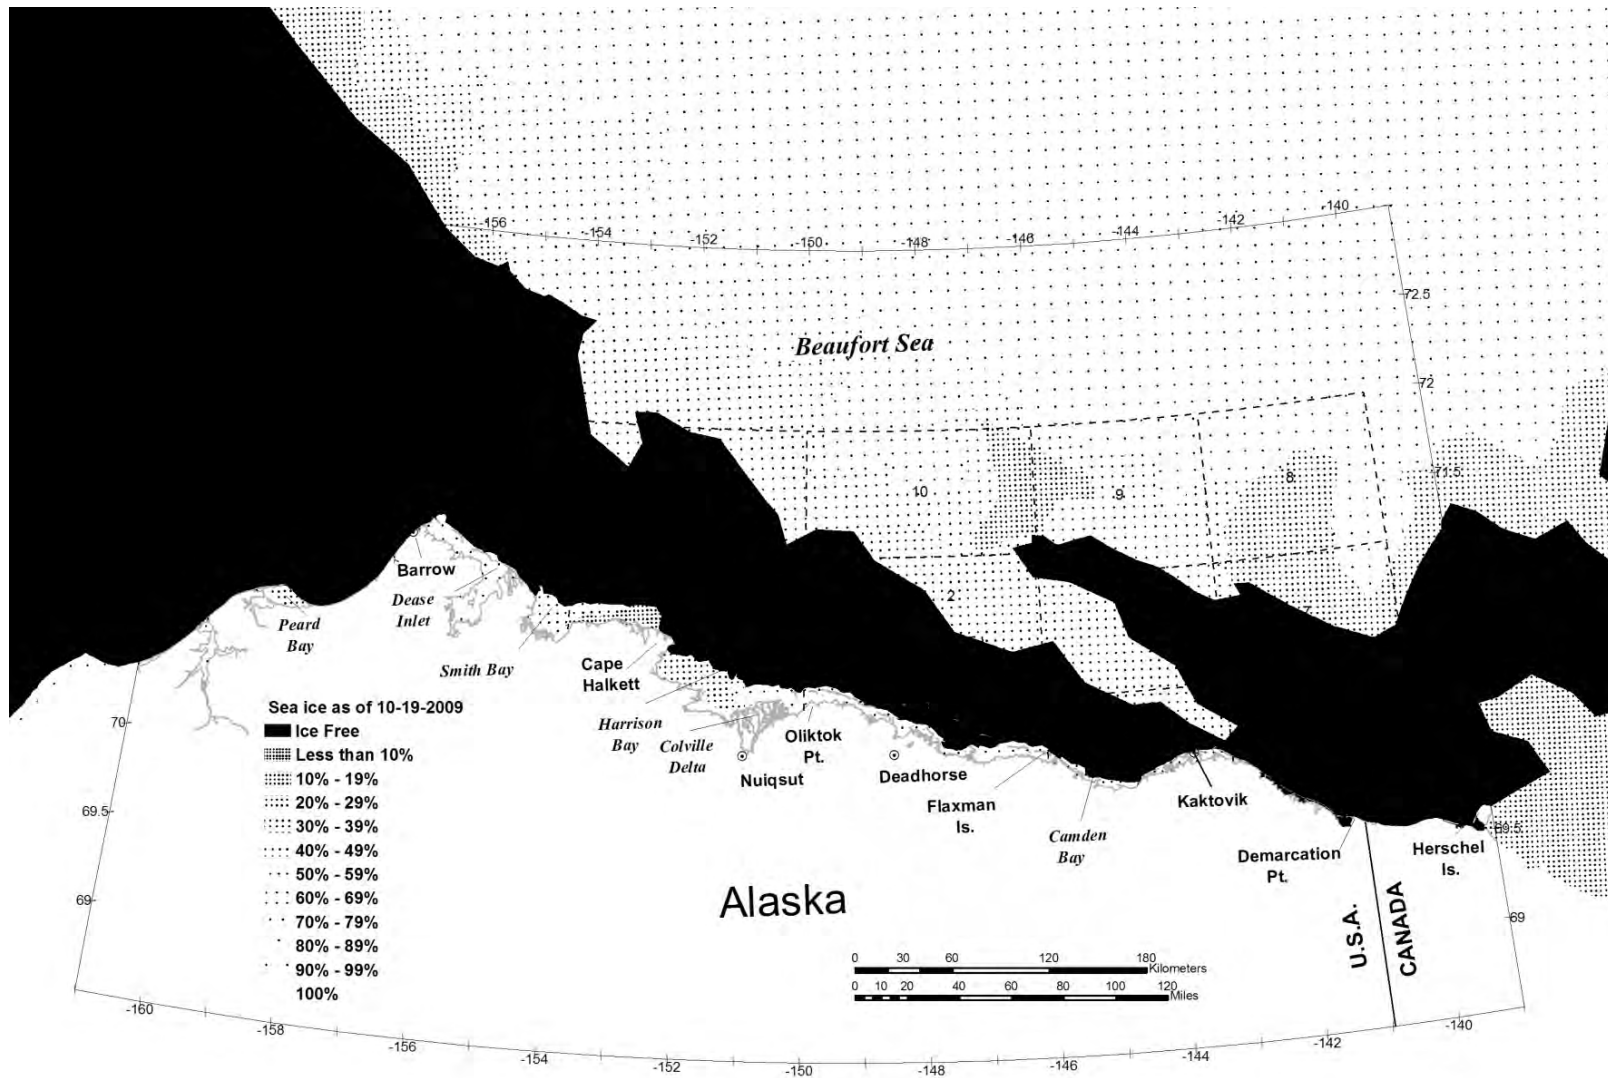 -156
-154
-152
-150
-148
-146
-144
-142
-140
72.5
Beaufort Sea
72
71.5
10
9
8
2
7
Barrow
Dease
Inlet
Peard
Bay
Smith Bay
Cape
Halkett
Harrison
Bay
Colville
Delta
Oliktok
Pt.
Nuiqsut
Deadhorse
Flaxman
Is.
Camden
Bay
Kaktovik
Demarcation
Pt.
Herschel
Is.
69.5
69
70
69.5
69
Sea ice as of 10-19-2009
Ice Free
Less than 10%
10% - 19%
20% - 29%
30% - 39%
40% - 49%
50% - 59%
60% - 69%
70% - 79%
80% - 89%
90% - 99%
100%
Alaska
U.S.A.
CANADA
0 30 60 120 180
Kilometers
0 10 20 40 60 80 100 120
Miles
-160
-158
-156
-154
-152
-150
-148
-146
-144
-142
-140